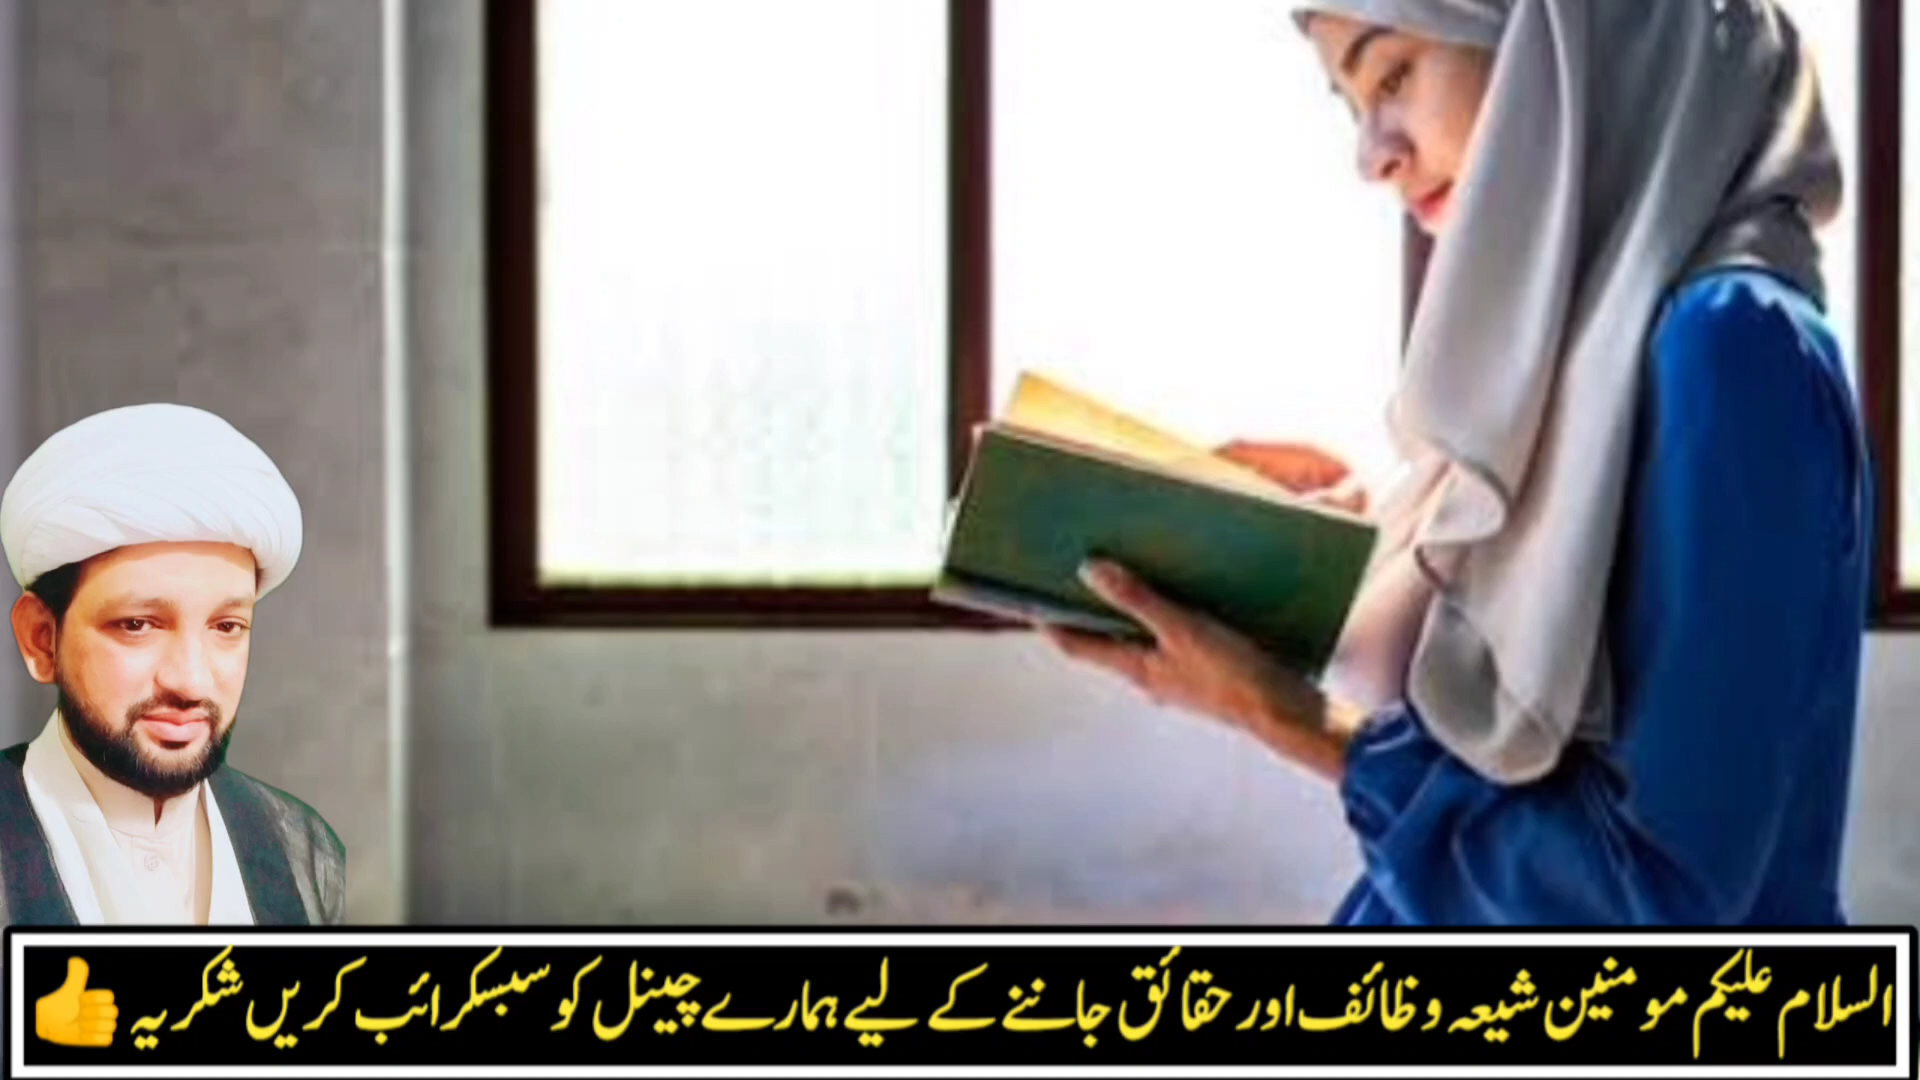 السلام علیکم مومنین شیعہ وظائف اور حقائق جاننے کے لیے ہمارے چینل کو سبسکرائب کریں شکریہ 👍